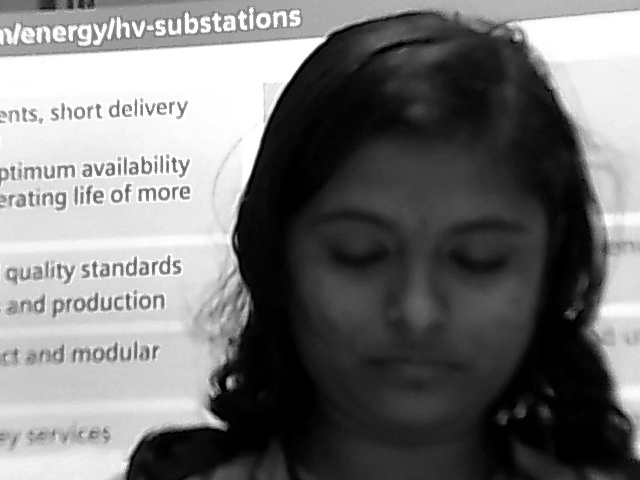 /energy/hv-substations
ents, short delivery
ptimum availability
erating life of more
quality standards
and production
ct and modular
ey services